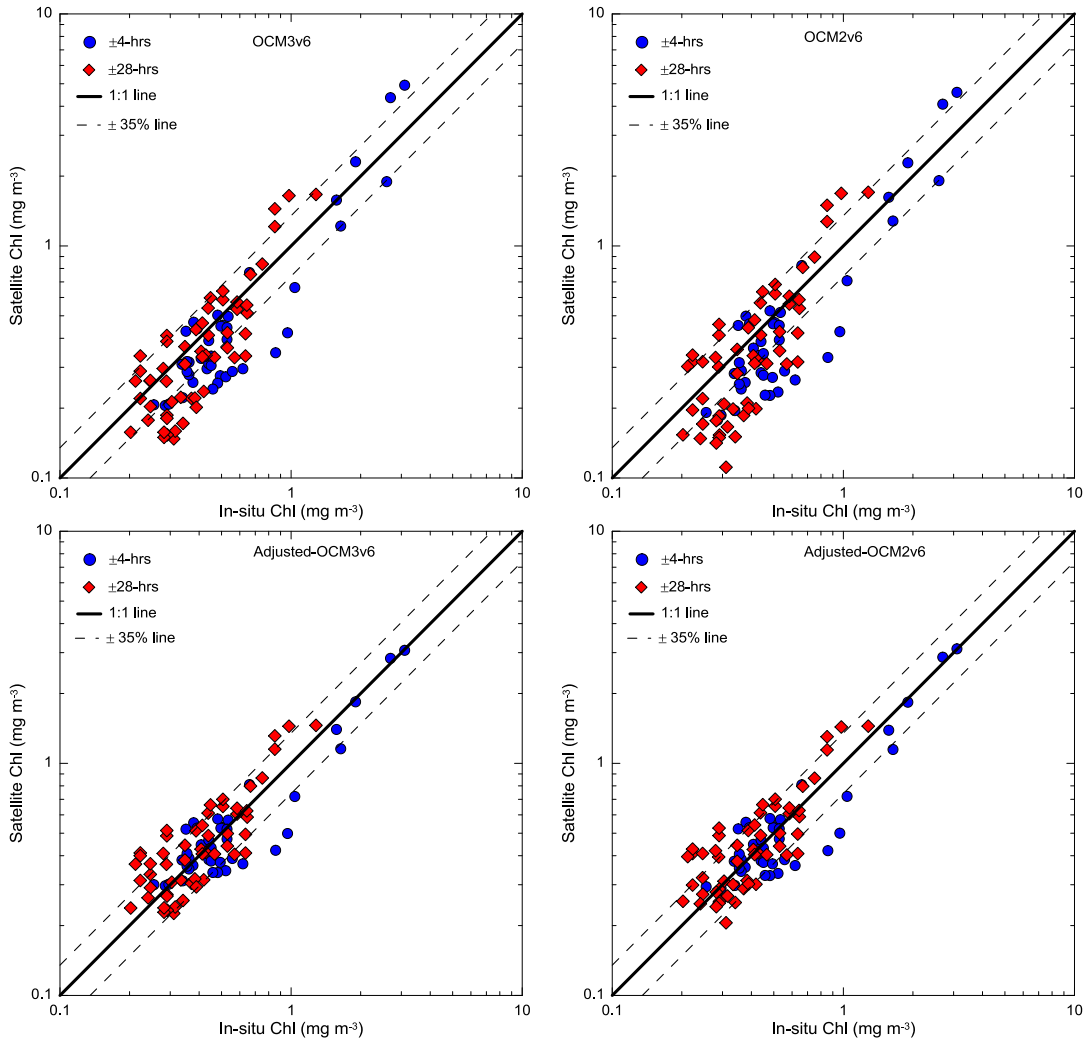 10
OCM3v6
±4-hrs
±28-hrs
1:1 line
± 35% line
1
0.1
0.1
1
10
Satellite Chl (mg m-3)
In-situ Chl (mg m-3)
10
OCM2v6
±4-hrs
±28-hrs
1:1 line
± 35% line
1
0.1
0.1
1
10
Satellite Chl (mg m-3)
In-situ Chl (mg m-3)
10
Adjusted-OCM3v6
±4-hrs
±28-hrs
1:1 line
± 35% line
1
0.1
0.1
1
10
Satellite Chl (mg m-3)
In-situ Chl (mg m-3)
10
Adjusted-OCM2v6
±4-hrs
±28-hrs
1:1 line
± 35% line
1
0.1
0.1
1
10
Satellite Chl (mg m-3)
In-situ Chl (mg m-3)